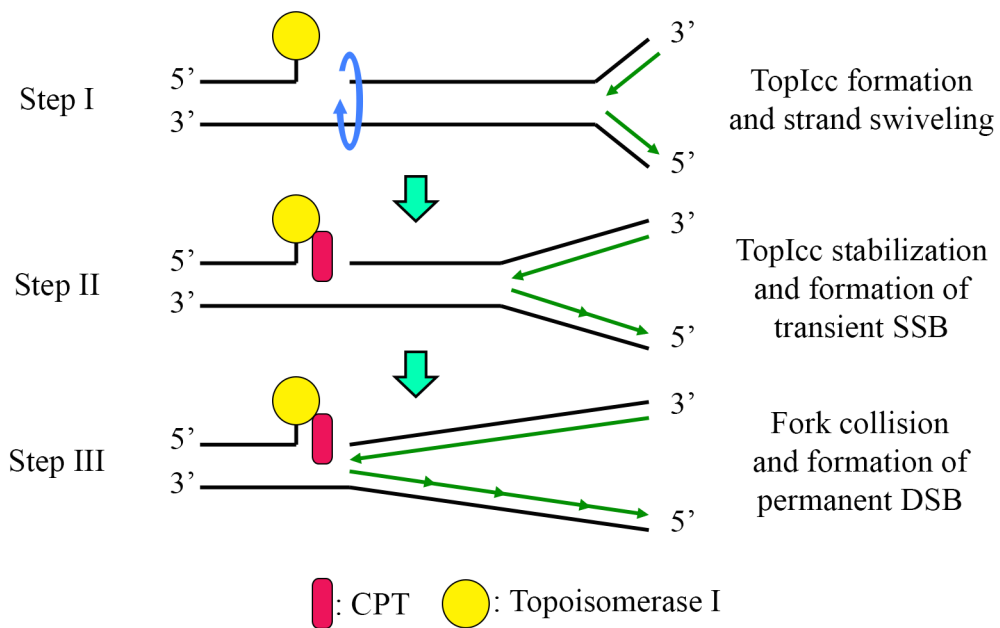 3’
5’
Step I
3’
5’
TopIcc formation
and strand swiveling
3’
5’
Step II
3’
5’
TopIcc stabilization
and formation of
transient SSB
3’
5’
Step III
3’
5’
Fork collision
and formation of
permanent DSB
: CPT
: Topoisomerase I